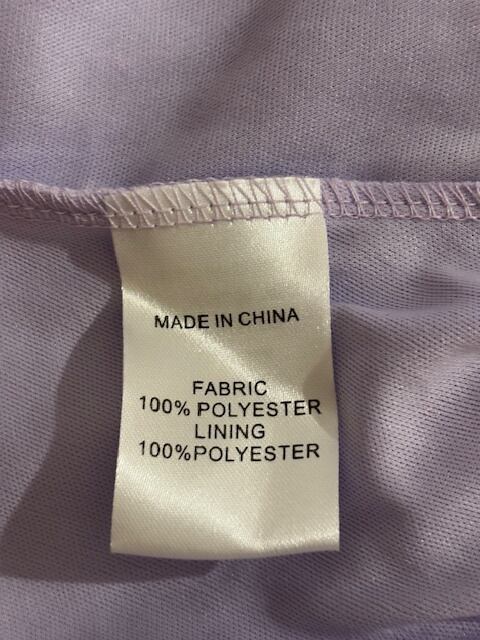 MADE IN CHINA
FABRIC
100% POLYESTER
LINING
100%POLYESTER